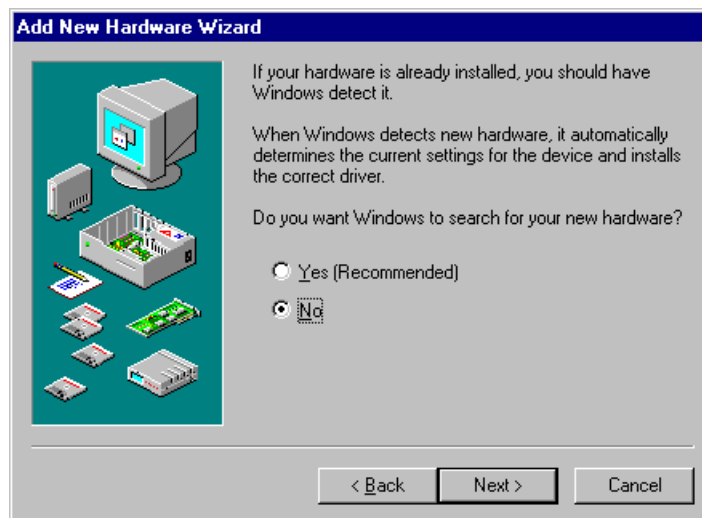 Add New Hardware Wizard
If your hardware is already installed, you should have
Windows detect it.
When Windows detects new hardware, it automatically
determines the current settings for the device and installs
the correct driver.
Do you want Windows to search for your new hardware?
Yes (Recommended)
No
< Back
Next >
Cancel